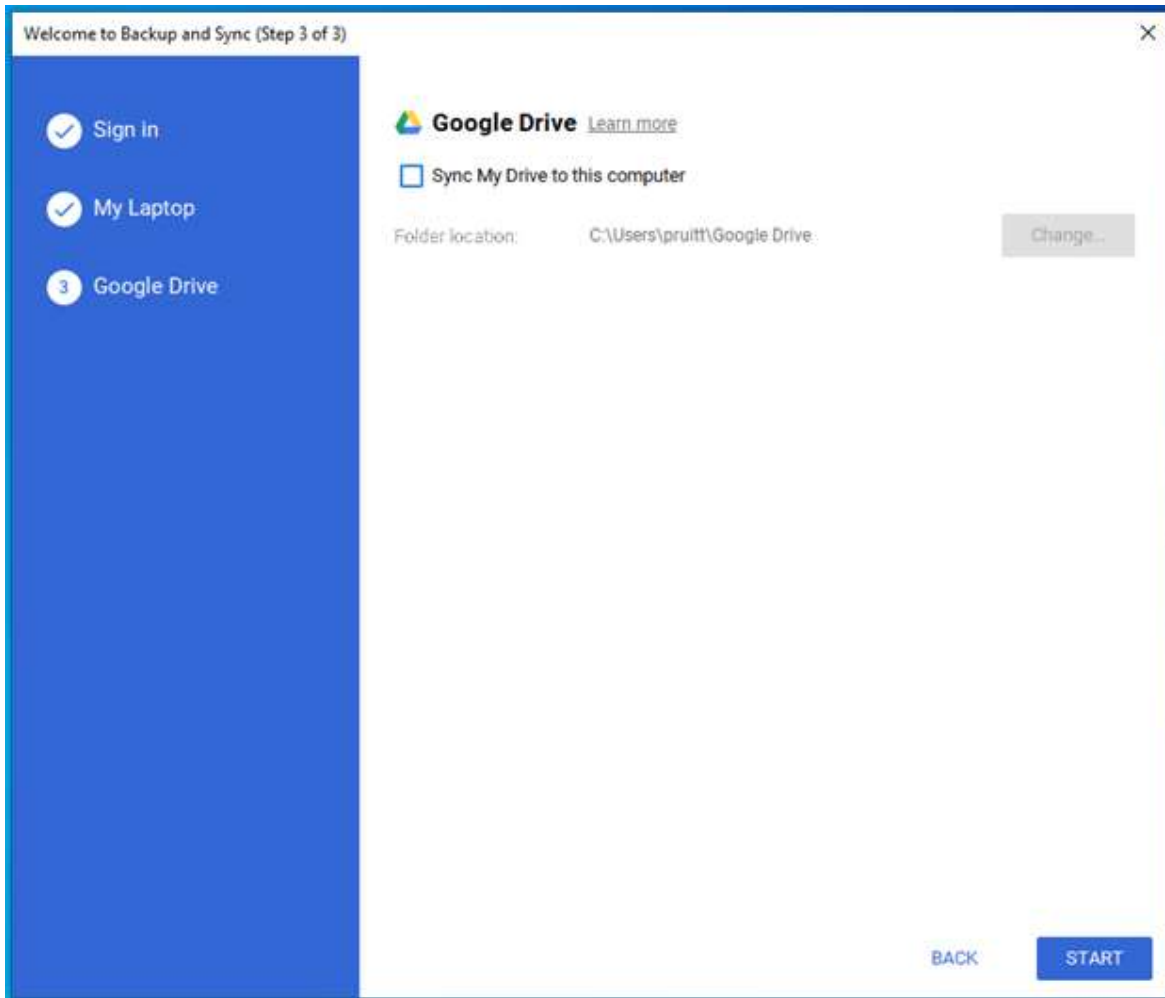 Welcome to Backup and Sync (Step 3 of 3)
Sign in
My Laptop
3 Google Drive
Google Drive Learn more
Sync My Drive to this computer
Folder location: C:\Users\pruitt\Google Drive Change...
BACK START